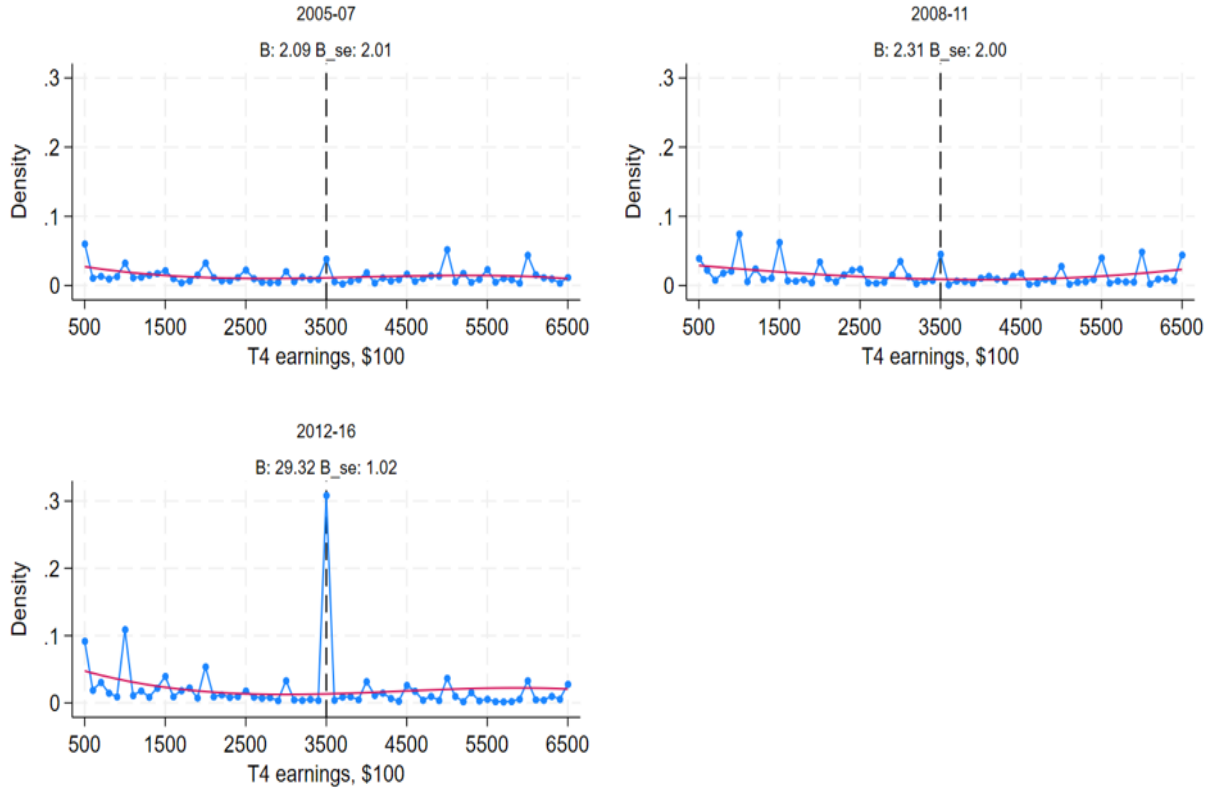 2005-07
B: 2.09 B_se: 2.01
.3
.2
.1
0
Density
500 1500 2500 3500 4500 5500 6500
T4 earnings, $100
2008-11
B: 2.31 B_se: 2.00
.3
.2
.1
0
Density
500 1500 2500 3500 4500 5500 6500
T4 earnings, $100
2012-16
B: 29.32 B_se: 1.02
.3
.2
.1
0
Density
500 1500 2500 3500 4500 5500 6500
T4 earnings, $100